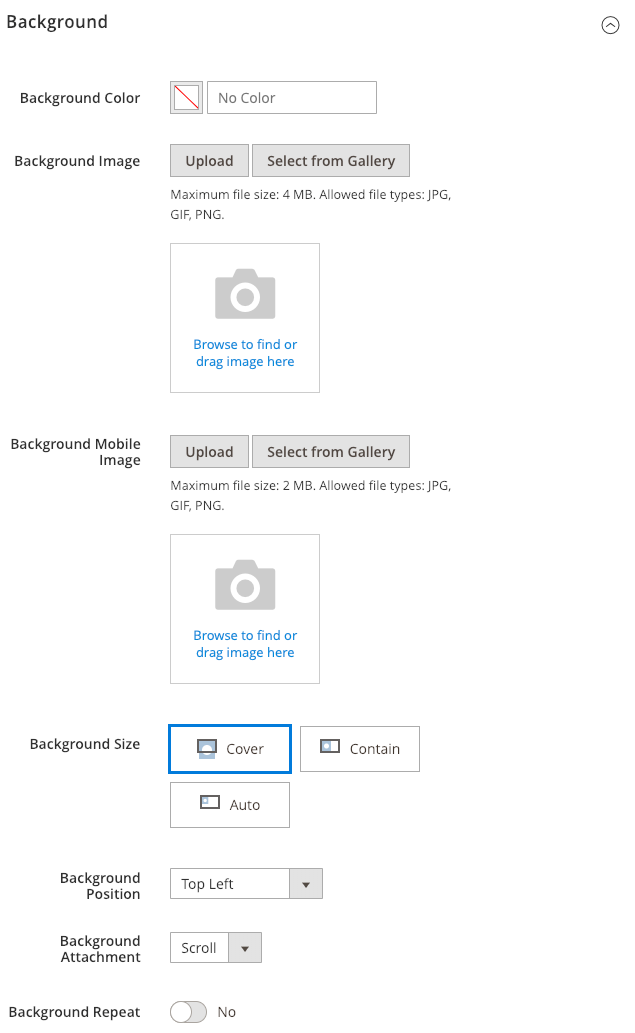 Background
Background Color
No Color
Background Image
Upload
Select from Gallery
Maximum file size: 4 MB. Allowed file types: JPG,
GIF, PNG.
Browse to find or
drag image here
Background Mobile
Image
Upload
Select from Gallery
Maximum file size: 2 MB. Allowed file types: JPG,
GIF, PNG.
Browse to find or
drag image here
Background Size
Cover
Contain
Auto
Background
Position
Top Left
Background
Attachment
Scroll
Background Repeat
No